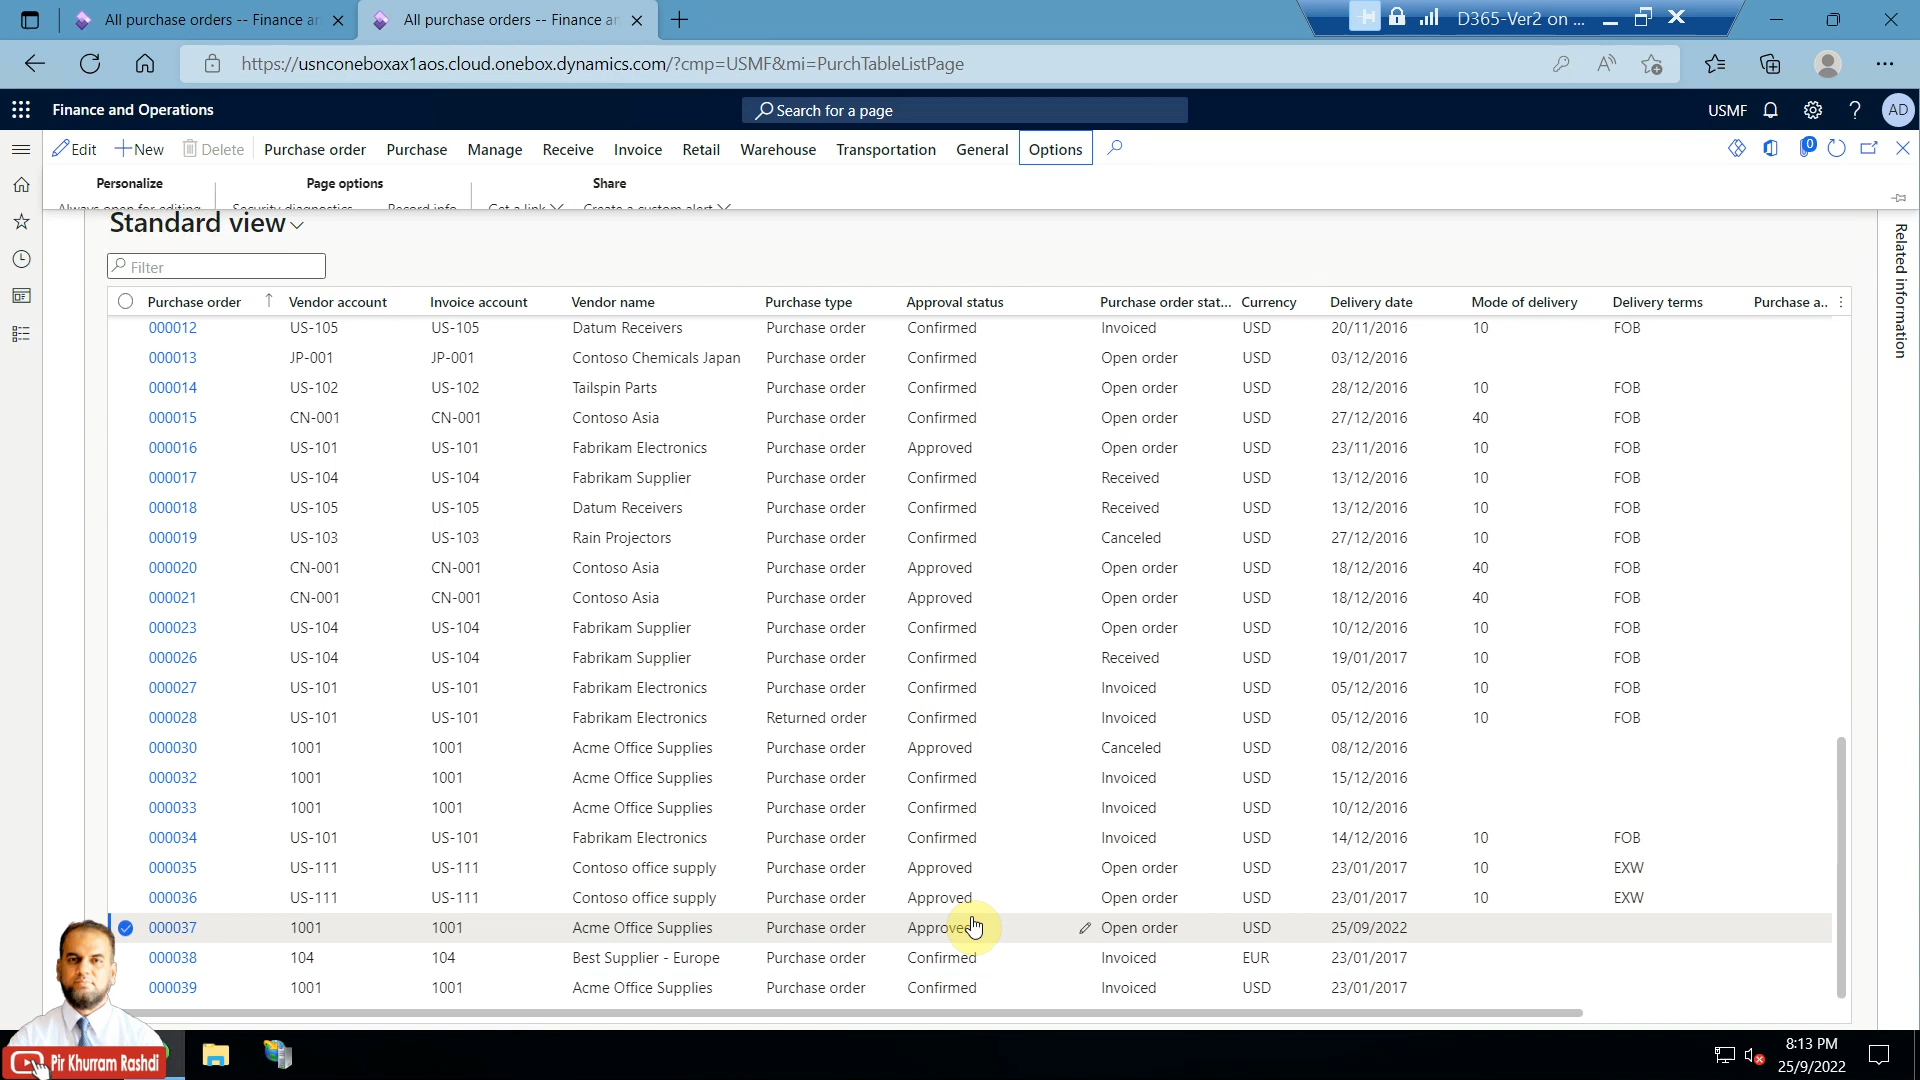 All purchase orders -- Finance ar
All purchase orders -- Finance ar
D365-Ver2 on ...
https://usnconeboxax1aos.cloud.onebox.dynamics.com/?cmp=USMF&mi=PurchTableListPage
Finance and Operations
Search for a page
USMF
AD
Edit New Delete Purchase order Purchase Manage Receive Invoice Retail Warehouse Transportation General Options
0
Personalize Page options Share
Always open for editing Security diagnostics Record info Get a link Create a custom alert
Standard view
Filter
Related information
Purchase order Vendor account Invoice account Vendor name Purchase type Approval status Purchase order stat... Currency Delivery date Mode of delivery Delivery terms Purchase a..
000012 US-105 US-105 Datum Receivers Purchase order Confirmed Invoiced USD 20/11/2016 10 FOB
000013 JP-001 JP-001 Contoso Chemicals Japan Purchase order Confirmed Open order USD 03/12/2016
000014 US-102 US-102 Tailspin Parts Purchase order Confirmed Open order USD 28/12/2016 10 FOB
000015 CN-001 CN-001 Contoso Asia Purchase order Confirmed Open order USD 27/12/2016 40 FOB
000016 US-101 US-101 Fabrikam Electronics Purchase order Approved Open order USD 23/11/2016 10 FOB
000017 US-104 US-104 Fabrikam Supplier Purchase order Confirmed Received USD 13/12/2016 10 FOB
000018 US-105 US-105 Datum Receivers Purchase order Confirmed Received USD 13/12/2016 10 FOB
000019 US-103 US-103 Rain Projectors Purchase order Confirmed Canceled USD 27/12/2016 10 FOB
000020 CN-001 CN-001 Contoso Asia Purchase order Approved Open order USD 18/12/2016 40 FOB
000021 CN-001 CN-001 Contoso Asia Purchase order Approved Open order USD 18/12/2016 40 FOB
000023 US-104 US-104 Fabrikam Supplier Purchase order Confirmed Open order USD 10/12/2016 10 FOB
000026 US-104 US-104 Fabrikam Supplier Purchase order Confirmed Received USD 19/01/2017 10 FOB
000027 US-101 US-101 Fabrikam Electronics Purchase order Confirmed Invoiced USD 05/12/2016 10 FOB
000028 US-101 US-101 Fabrikam Electronics Returned order Confirmed Invoiced USD 05/12/2016 10 FOB
000030 1001 1001 Acme Office Supplies Purchase order Approved Canceled USD 08/12/2016
000032 1001 1001 Acme Office Supplies Purchase order Confirmed Invoiced USD 15/12/2016
000033 1001 1001 Acme Office Supplies Purchase order Confirmed Invoiced USD 10/12/2016
000034 US-101 US-101 Fabrikam Electronics Purchase order Confirmed Invoiced USD 14/12/2016 10 FOB
000035 US-111 US-111 Contoso office supply Purchase order Approved Open order USD 23/01/2017 10 EXW
000036 US-111 US-111 Contoso office supply Purchase order Approved Open order USD 23/01/2017 10 EXW
000037 1001 1001 Acme Office Supplies Purchase order Approved Open order USD 25/09/2022
000038 104 104 Best Supplier - Europe Purchase order Confirmed Invoiced EUR 23/01/2017
000039 1001 1001 Acme Office Supplies Purchase order Confirmed Invoiced USD 23/01/2017
Pir Khurram Rashdi
8:13 PM
25/9/2022